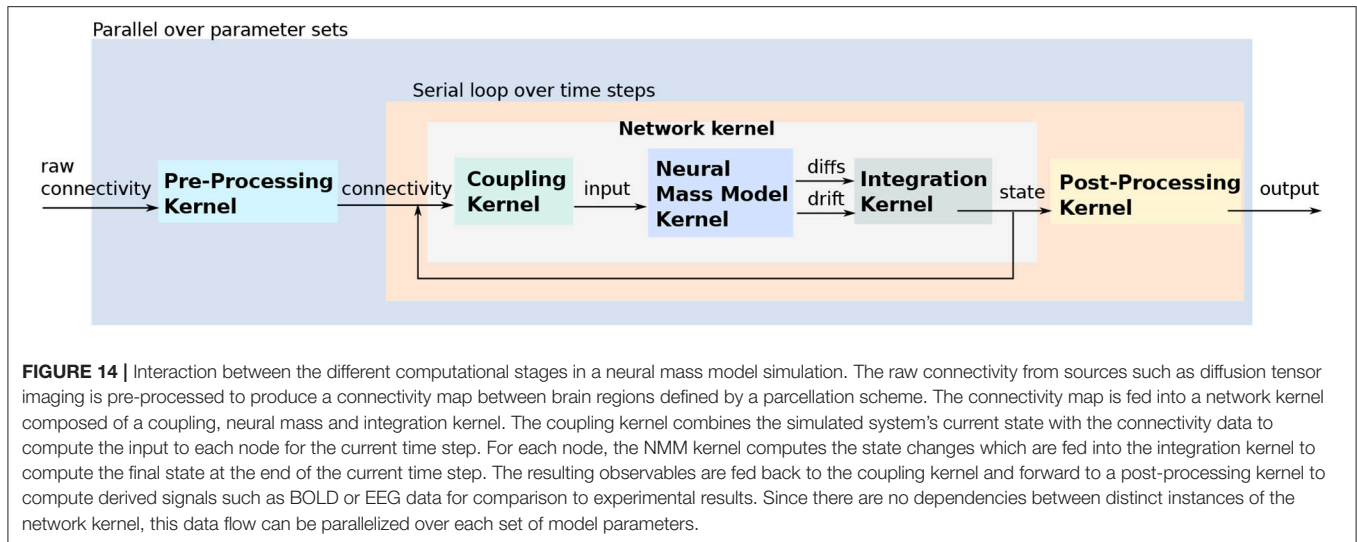 Parallel over parameter sets
Serial loop over time steps
Network kernel
raw
connectivity
Pre-Processing
Kernel
connectivity
Coupling
Kernel
input
Neural
Mass Model
Kernel
diffs
drift
Integration
Kernel
state
Post-Processing
Kernel
output
FIGURE 14 | Interaction between the different computational stages in a neural mass model simulation. The raw connectivity from sources such as diffusion tensor
imaging is pre-processed to produce a connectivity map between brain regions defined by a parcellation scheme. The connectivity map is fed into a network kernel
composed of a coupling, neural mass and integration kernel. The coupling kernel combines the simulated system's current state with the connectivity data to
compute the input to each node for the current time step. For each node, the NMM kernel computes the state changes which are fed into the integration kernel to
compute the final state at the end of the current time step. The resulting observables are fed back to the coupling kernel and forward to a post-processing kernel to
compute derived signals such as BOLD or EEG data for comparison to experimental results. Since there are no dependencies between distinct instances of the
network kernel, this data flow can be parallelized over each set of model parameters.